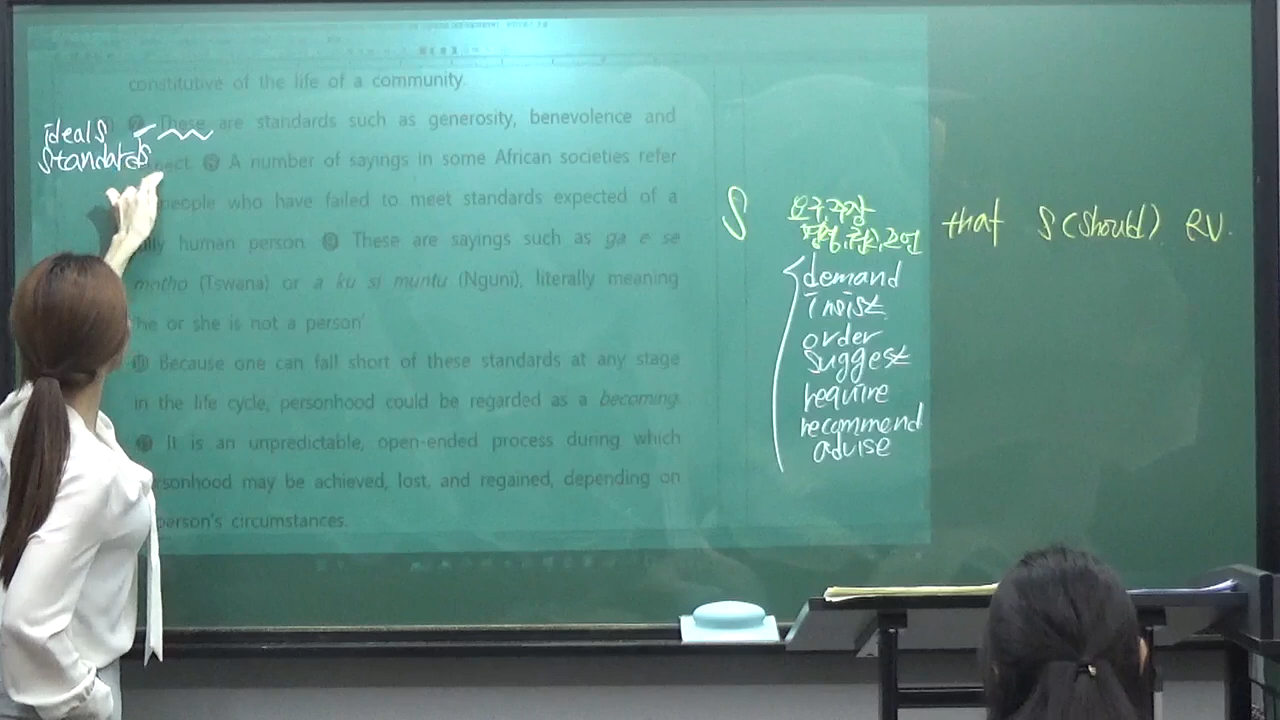 constitutive of the life of a community.
❼ These are standards such as generosity, benevolence and
❽ A number of sayings in some African societies refer
people who have failed to meet standards expected of a
human person. ❾ These are sayings such as ga e se
motho (Tswana) or a ku si muntu (Nguni), literally meaning
he or she is not a person'
❿ Because one can fall short of these standards at any stage
in the life cycle, personhood could be regarded as a becoming.
It is an unpredictable, open-ended process during which
personhood may be achieved, lost, and regained, depending on
person's circumstances.
ideals
standards
S 요구,주장 that S (should) RV.
명령,제안,조언
demand
insist
order
suggest
require
recommend
advise